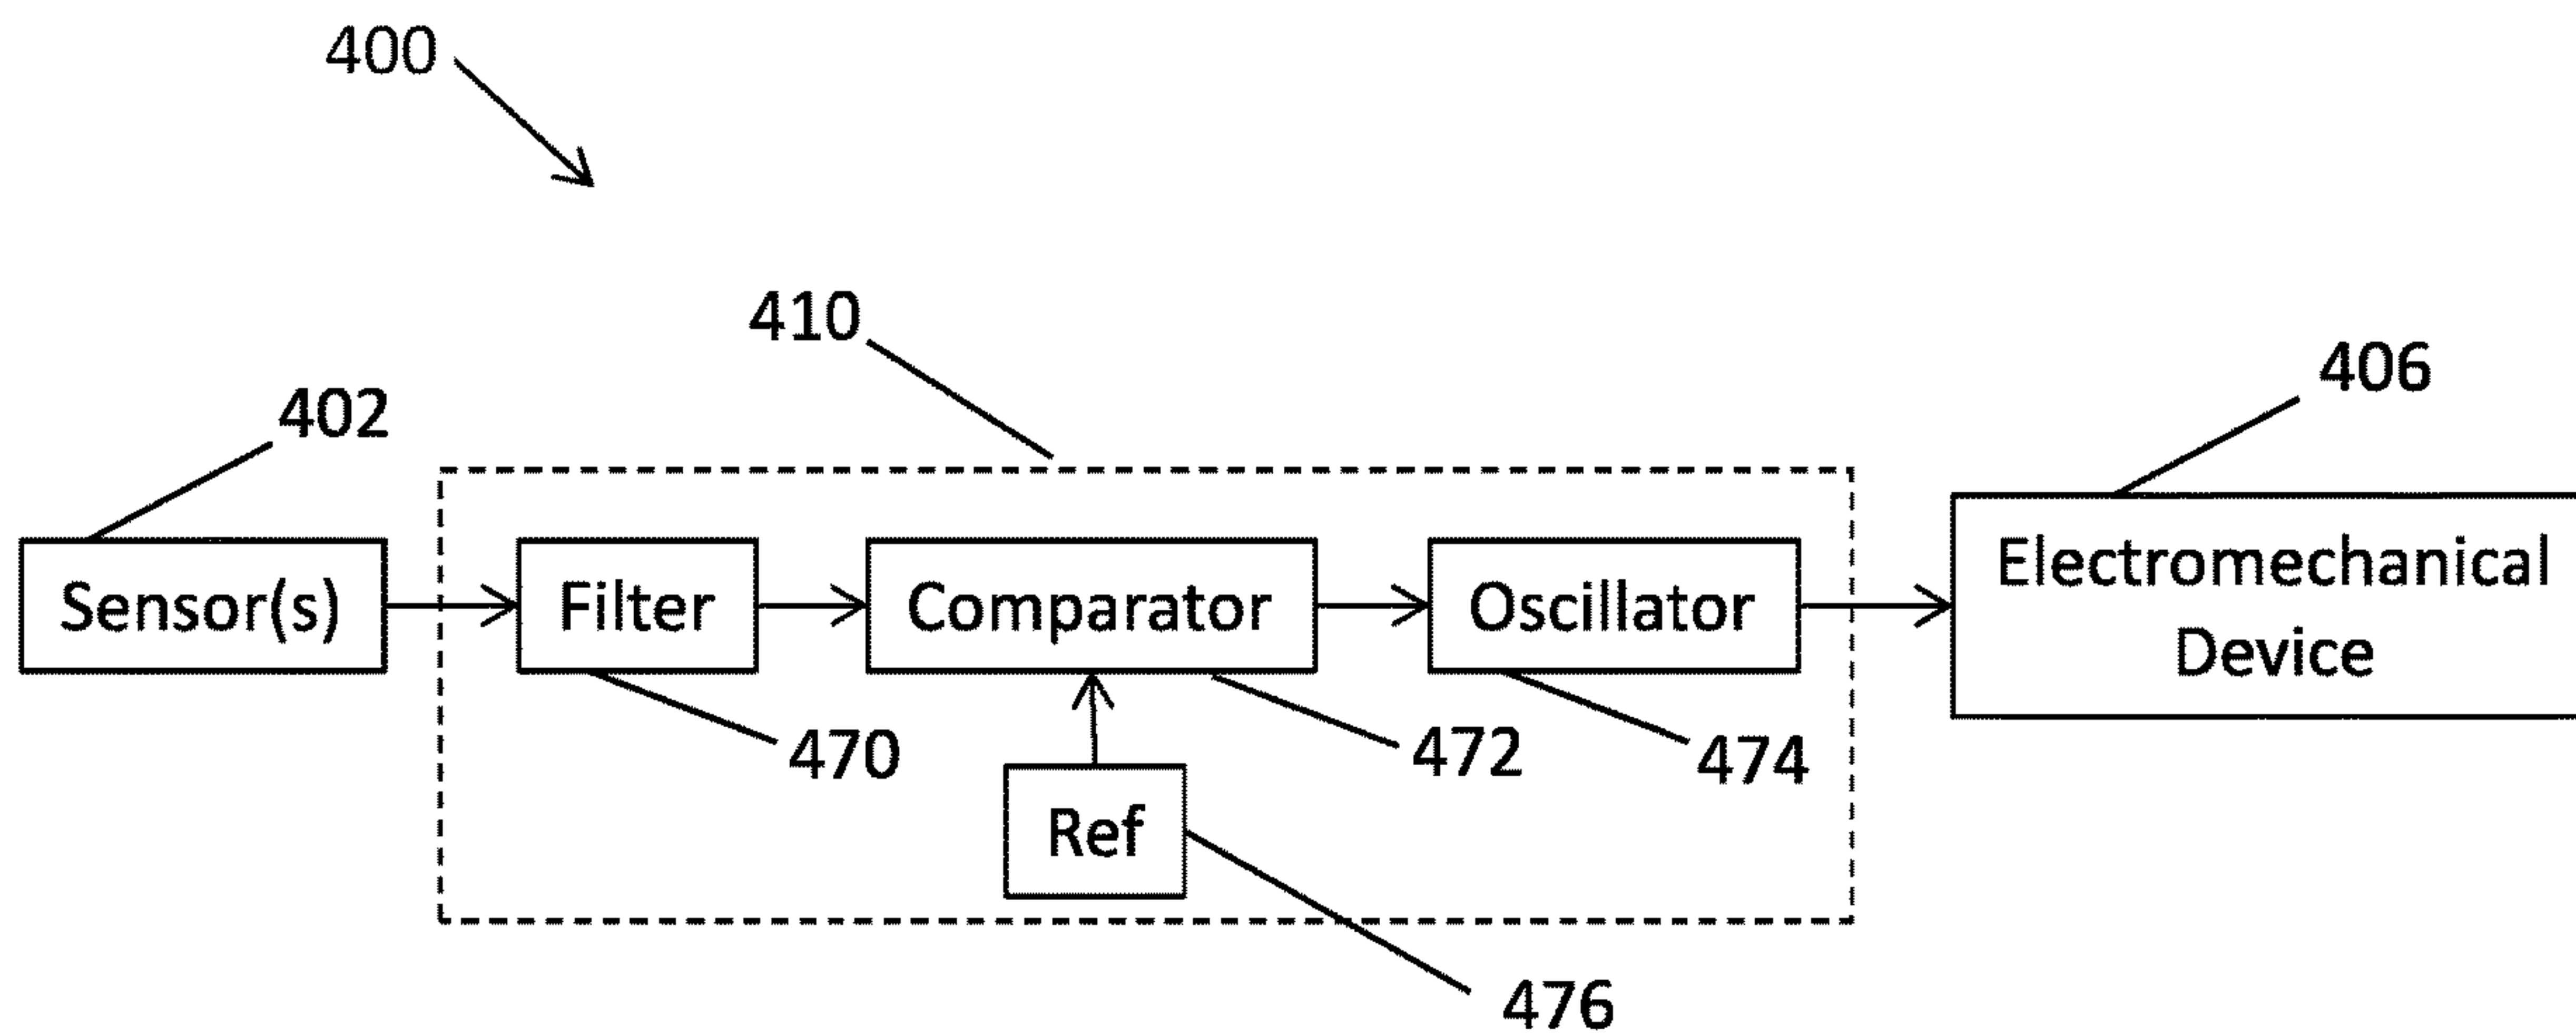 400
410
406
402
Sensor(s)
Filter
Comparator
Oscillator
Electromechanical
Device
470
472
474
Ref
476